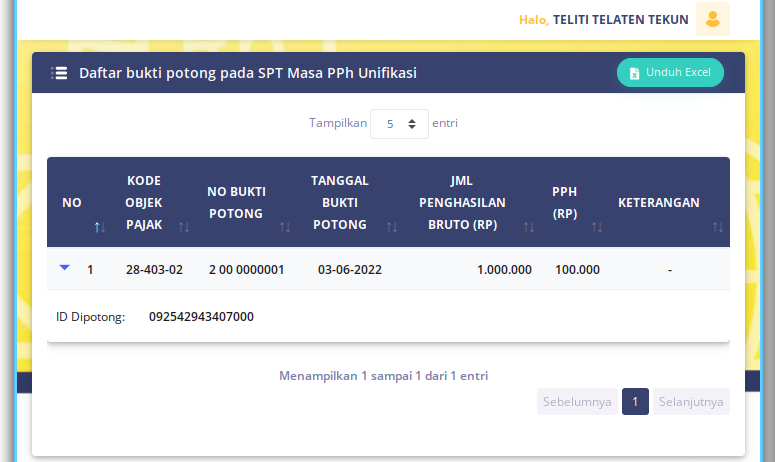 Halo, TELITI TELATEN TEKUN
Daftar bukti potong pada SPT Masa PPh Unifikasi
Unduh Excel
Tampilkan 5 entri
NO
KODE
OBJEK
PAJAK
NO BUKTI
POTONG
TANGGAL
BUKTI
POTONG
JML
PENGHASILAN
BRUTO (RP)
PPH
(RP)
KETERANGAN
1 28-403-02 2 00 0000001 03-06-2022 1.000.000 100.000 -
ID Dipotong: 092542943407000
Menampilkan 1 sampai 1 dari 1 entri
Sebelumnya 1 Selanjutnya